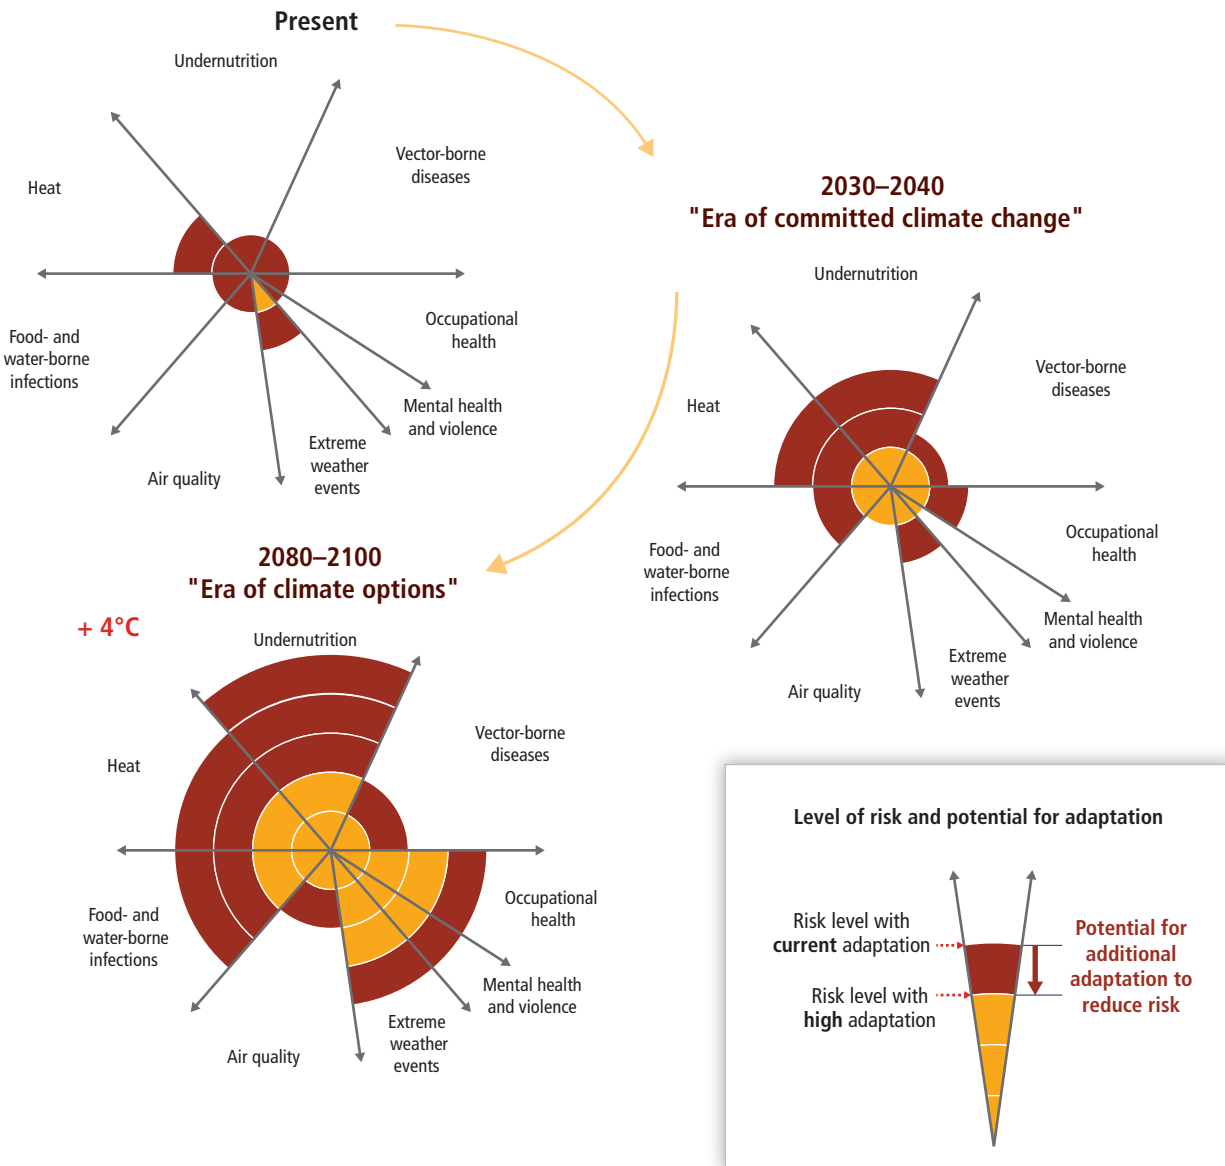 Present
Undernutrition
Vector-borne
diseases
Heat
Occupational
health
Food- and
water-borne
infections
Mental health
and violence
Extreme
weather
events
Air quality
2030–2040
"Era of committed climate change"
Undernutrition
Vector-borne
diseases
Heat
Occupational
health
Food- and
water-borne
infections
Mental health
and violence
Extreme
weather
events
Air quality
2080–2100
"Era of climate options"
+ 4°C
Undernutrition
Vector-borne
diseases
Heat
Occupational
health
Food- and
water-borne
infections
Mental health
and violence
Extreme
weather
events
Air quality
Level of risk and potential for adaptation
Risk level with
current adaptation
Risk level with
high adaptation
Potential for
additional
adaptation to
reduce risk